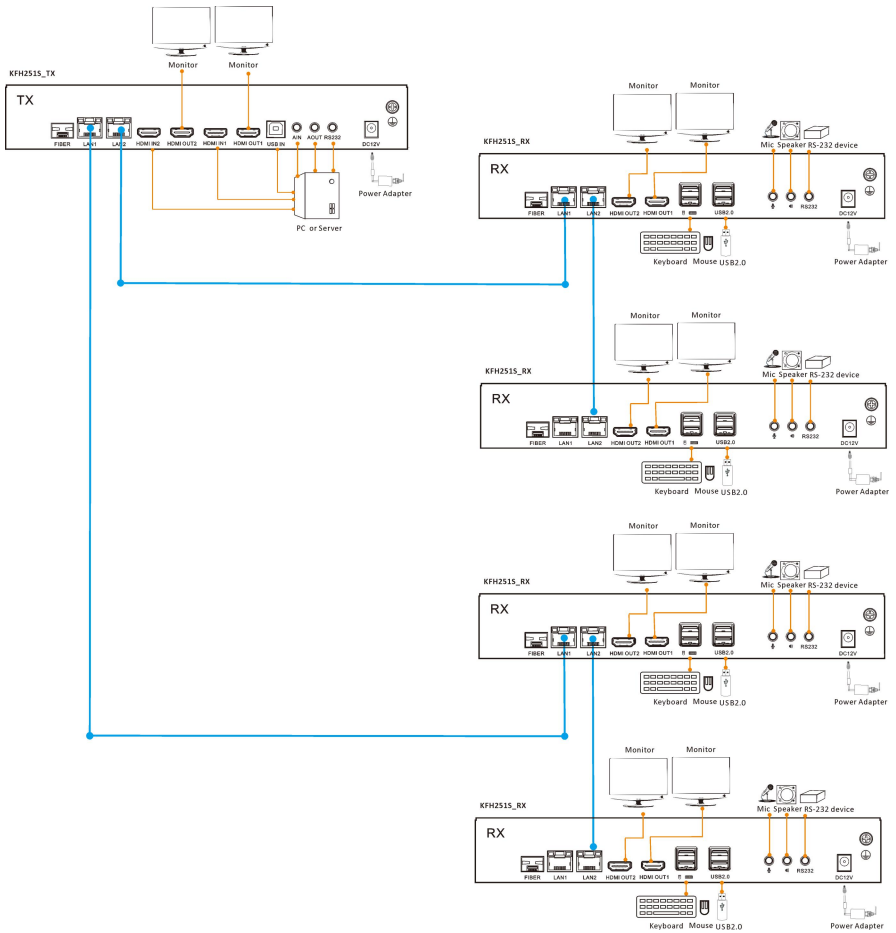 Monitor Monitor
KFH251S_TX
TX
FIBER LAN1 LAN2 HDMI IN2 HDMI OUT2 HDMI IN1 HDMI OUT1 USB IN AIN AOUT RS232 DC12V
Power Adapter
PC or Server
Monitor Monitor
KFH251S_RX
Mic Speaker RS-232 device
RX
FIBER LAN1 LAN2 HDMI OUT2 HDMI OUT1 USB2.0 RS232 DC12V
Keyboard Mouse USB2.0 Power Adapter
Monitor Monitor
KFH251S_RX
Mic Speaker RS-232 device
RX
FIBER LAN1 LAN2 HDMI OUT2 HDMI OUT1 USB2.0 RS232 DC12V
Keyboard Mouse USB2.0 Power Adapter
Monitor Monitor
KFH251S_RX
Mic Speaker RS-232 device
RX
FIBER LAN1 LAN2 HDMI OUT2 HDMI OUT1 USB2.0 RS232 DC12V
Keyboard Mouse USB2.0 Power Adapter
Monitor Monitor
KFH251S_RX
Mic Speaker RS-232 device
RX
FIBER LAN1 LAN2 HDMI OUT2 HDMI OUT1 USB2.0 RS232 DC12V
Keyboard Mouse USB2.0 Power Adapter